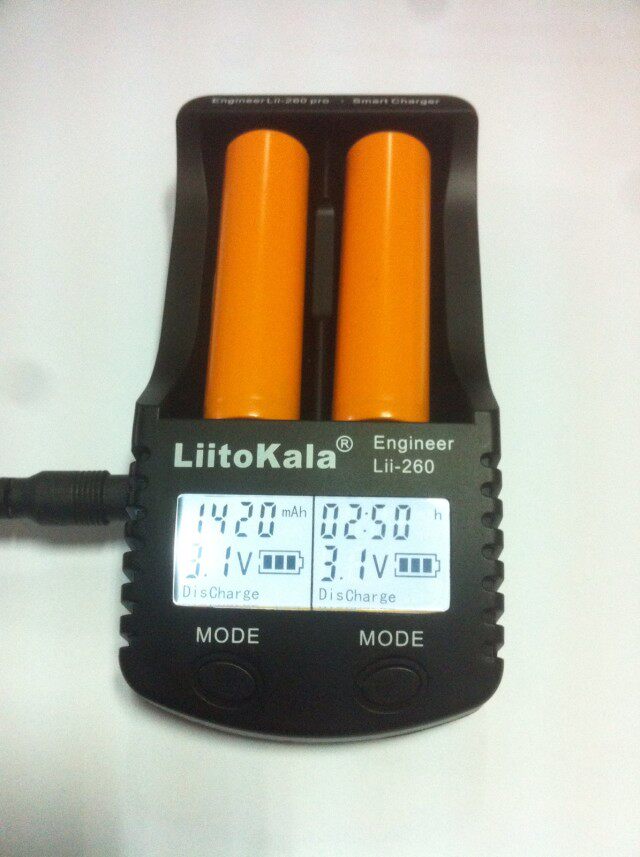 Engineer Lii-260 pro · Smart Charger
LiitoKala® Engineer
Lii-260
1420 mAh 02:50 h
3.1V 3.1V
DisCharge DisCharge
MODE MODE